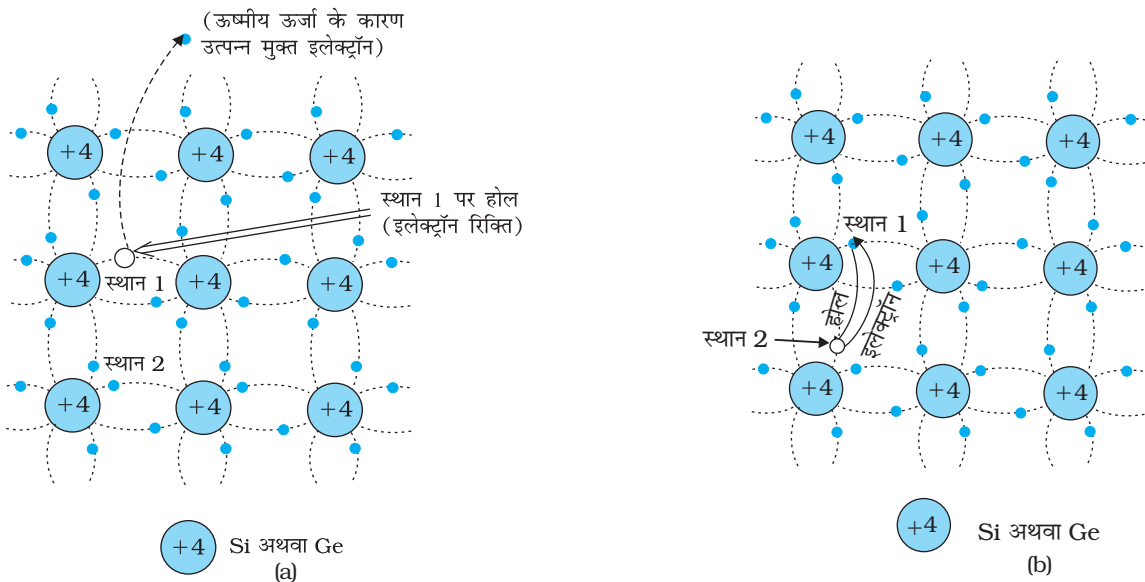 (ऊष्मीय ऊर्जा के कारण
उत्पन्न मुक्त इलेक्ट्रॉन)
+4 +4 +4
स्थान 1 पर होल
(इलेक्ट्रॉन रिक्ति)
+4 +4 +4
स्थान 1
स्थान 2
+4 +4 +4
+4 Si अथवा Ge
(a)
+4 +4 +4
स्थान 1
+4 +4 +4
होल
इलेक्ट्रॉन
स्थान 2
+4 +4 +4
+4 Si अथवा Ge
(b)